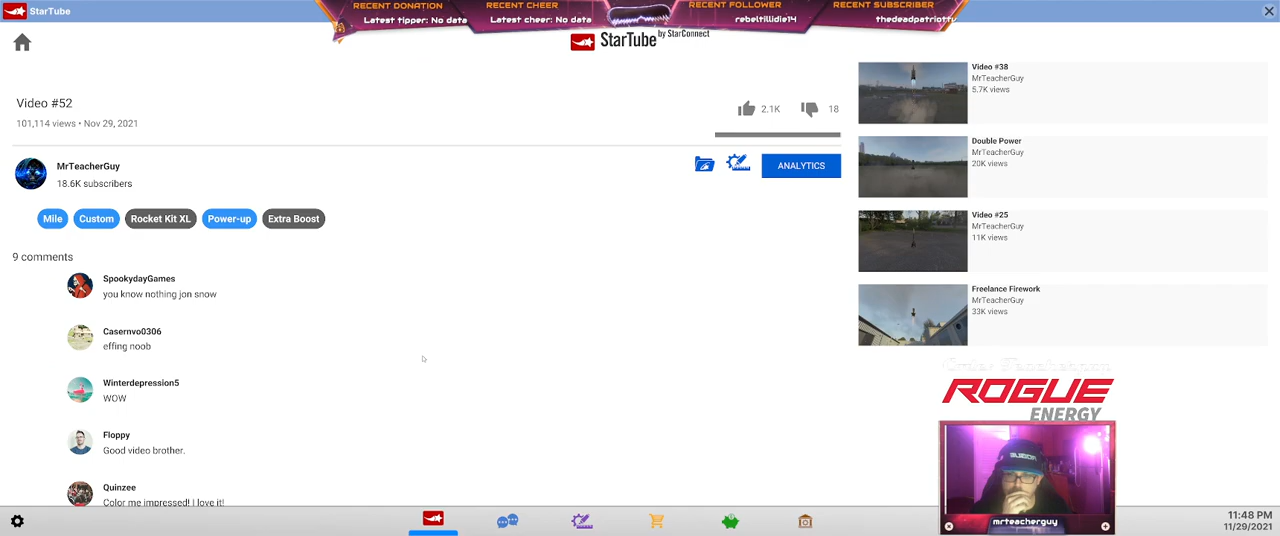 StarTube
RECENT DONATION
Latest tipper: No data
RECENT CHEER
Latest cheer: No data
RECENT FOLLOWER
rebeltillidie14
RECENT SUBSCRIBER
thedeadpatriotty
StarTube by StarConnect
Video #52
101,114 views • Nov 29, 2021
2.1K
18
MrTeacherGuy
18.6K subscribers
ANALYTICS
Mile
Custom
Rocket Kit XL
Power-up
Extra Boost
9 comments
SpookydayGames
you know nothing jon snow
Casernvo0306
effing noob
Winterdepression5
WOW
Floppy
Good video brother.
Quinzee
Color me impressed! I love it!
Video #38
MrTeacherGuy
5.7K views
Double Power
MrTeacherGuy
20K views
Video #25
MrTeacherGuy
11K views
Freelance Firework
MrTeacherGuy
33K views
ROGUE
ENERGY
mrteacherguy
11:48 PM
11/29/2021